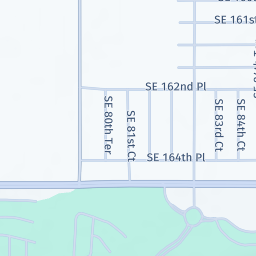 SE 161st
SE 162nd Pl
SE 80th Ter
SE 81st Ct
SE 83rd Ct
SE 84th Ct
SE 164th Pl